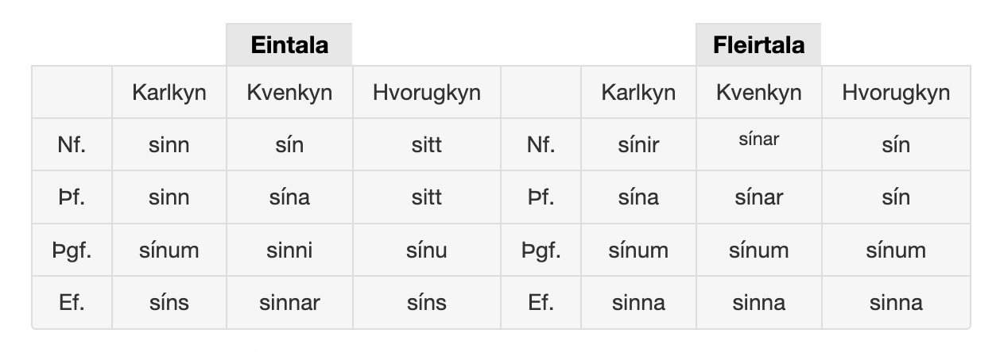 Eintala Fleirtala
Karlkyn Kvenkyn Hvorugkyn Karlkyn Kvenkyn Hvorugkyn
Nf. sinn sín sitt Nf. sínir sínar sín
Þf. sinn sína sitt Þf. sína sínar sín
Þgf. sínum sinni sínu Þgf. sínum sínum sínum
Ef. síns sinnar síns Ef. sinna sinna sinna